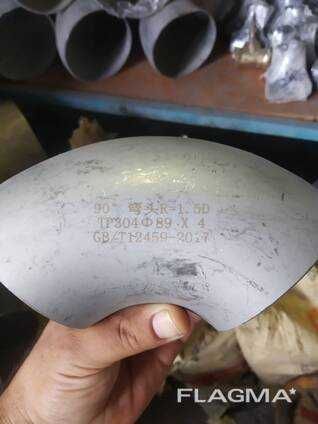 90° 弯头R-1.5D
TP304Φ89 X 4
GB/T12459-2017
FLAGMA*